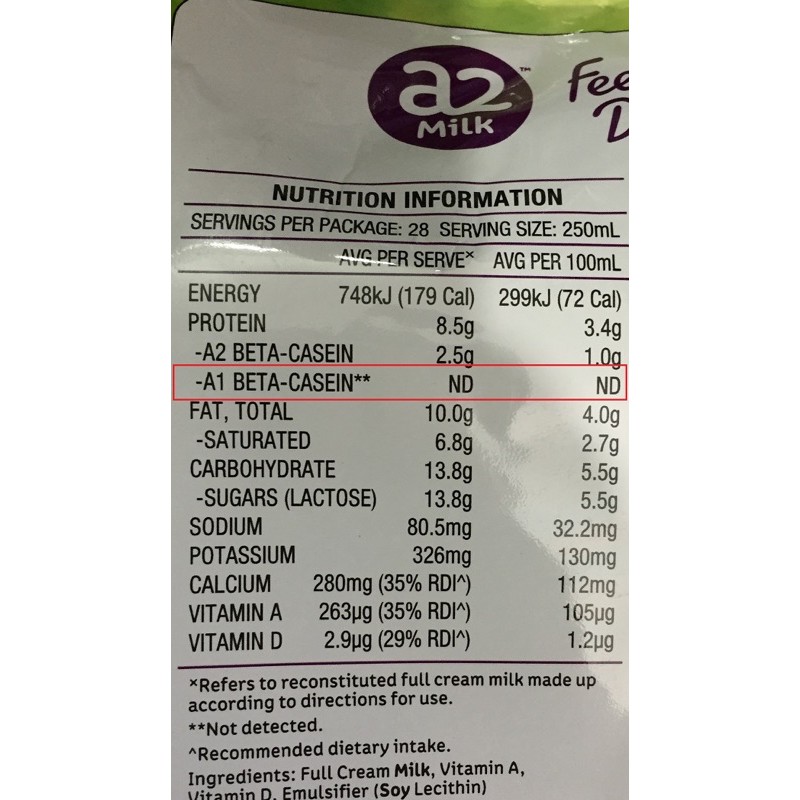 a2™
MiLK
Fee
D
NUTRITION INFORMATION
SERVINGS PER PACKAGE: 28 SERVING SIZE: 250mL
AVG PER SERVE× AVG PER 100mL
ENERGY 748kJ (179 Cal) 299kJ (72 Cal)
PROTEIN 8.5g 3.4g
-A2 BETA-CASEIN 2.5g 1.0g
-A1 BETA-CASEIN** ND ND
FAT, TOTAL 10.0g 4.0g
-SATURATED 6.8g 2.7g
CARBOHYDRATE 13.8g 5.5g
-SUGARS (LACTOSE) 13.8g 5.5g
SODIUM 80.5mg 32.2mg
POTASSIUM 326mg 130mg
CALCIUM 280mg (35% RDI^) 112mg
VITAMIN A 263µg (35% RDI^) 105µg
VITAMIN D 2.9µg (29% RDI^) 1.2µg
×Refers to reconstituted full cream milk made up
according to directions for use.
**Not detected.
^Recommended dietary intake.
Ingredients: Full Cream Milk, Vitamin A,
Vitamin D, Emulsifier (Soy Lecithin)